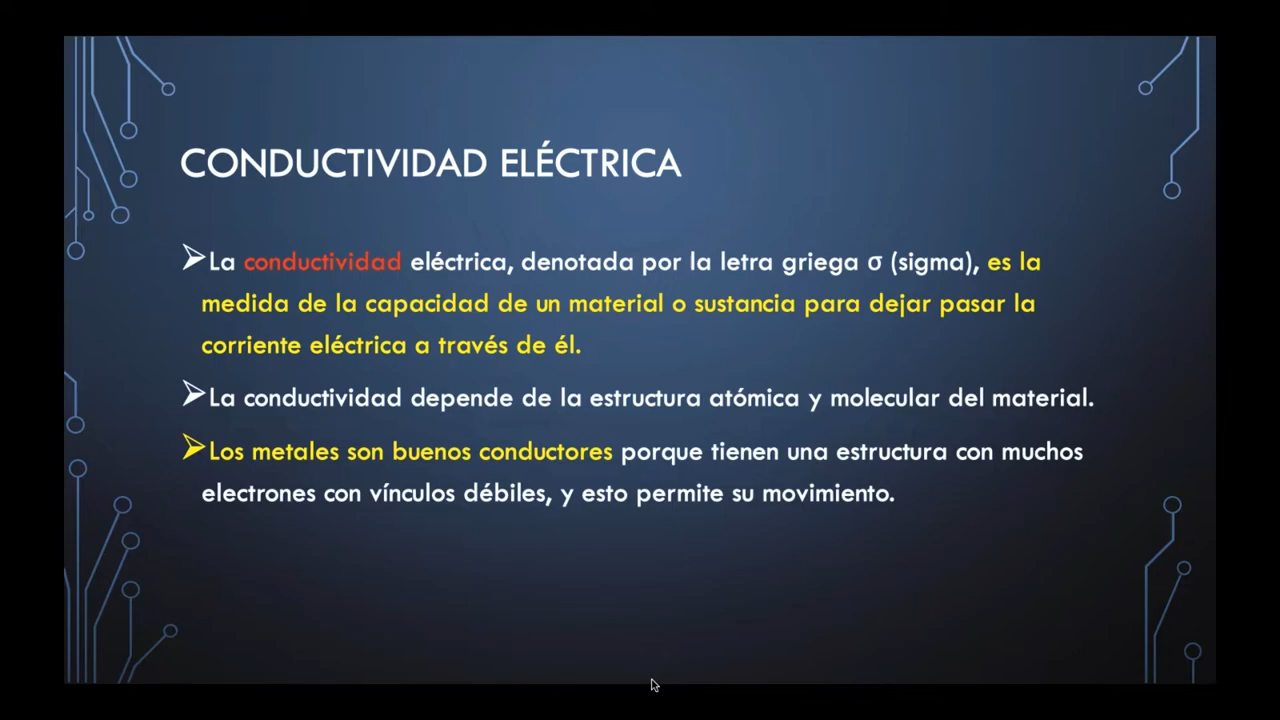 CONDUCTIVIDAD ELÉCTRICA
➢La conductividad eléctrica, denotada por la letra griega σ (sigma), es la
medida de la capacidad de un material o sustancia para dejar pasar la
corriente eléctrica a través de él.
➢La conductividad depende de la estructura atómica y molecular del material.
➢Los metales son buenos conductores porque tienen una estructura con muchos
electrones con vínculos débiles, y esto permite su movimiento.